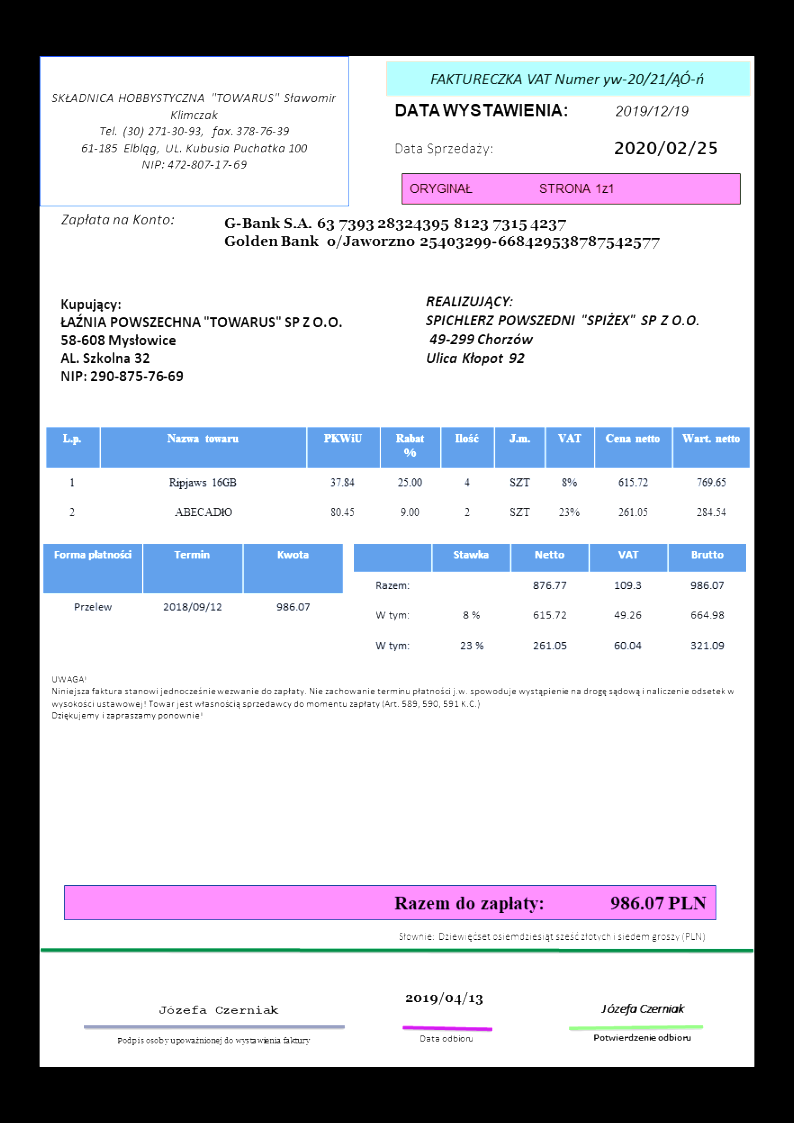 SKŁADNICA HOBBYSTYCZNA "TOWARUS" Sławomir
Klimczak
Tel. (30) 271-30-93, fax. 378-76-39
61-185 Elbląg, UL. Kubusia Puchatka 100
NIP: 472-807-17-69
FAKTURECZKA VAT Numer yw-20/21/ĄÓ-ń
DATA WYSTAWIENIA: 2019/12/19
Data Sprzedaży: 2020/02/25
ORYGINAŁ STRONA 1z1
Zapłata na Konto:
G-Bank S.A. 63 7393 28324395 8123 7315 4237
Golden Bank o/Jaworzno 25403299-668429538787542577
Kupujący:
ŁAŹNIA POWSZECHNA "TOWARUS" SP Z O.O.
58-608 Mysłowice
AL. Szkolna 32
NIP: 290-875-76-69
REALIZUJĄCY:
SPICHLERZ POWSZEDNI "SPIŻEX" SP Z O.O.
49-299 Chorzów
Ulica Kłopot 92
L.p. Nazwa towaru PKWiU Rabat % Ilość J.m. VAT Cena netto Wart. netto
1 Ripjaws 16GB 37.84 25.00 4 SZT 8% 615.72 769.65
2 ABECADŁO 80.45 9.00 2 SZT 23% 261.05 284.54
Forma płatności Termin Kwota
Przelew 2018/09/12 986.07
Stawka Netto VAT Brutto
Razem: 876.77 109.3 986.07
W tym: 8 % 615.72 49.26 664.98
W tym: 23 % 261.05 60.04 321.09
UWAGA!
Niniejsza faktura stanowi jednocześnie wezwanie do zapłaty. Nie zachowanie terminu płatności j.w. spowoduje wystąpienie na drogę sądową i naliczenie odsetek w
wysokości ustawowej! Towar jest własnością sprzedawcy do momentu zapłaty (Art. 589, 590, 591 K.C.)
Dziękujemy i zapraszamy ponownie!
Razem do zapłaty: 986.07 PLN
Słownie: Dziewięćset osiemdziesiąt sześć złotych i siedem groszy (PLN)
Józefa Czerniak
Podpis osoby upoważnionej do wystawienia faktury
2019/04/13
Data odbioru
Józefa Czerniak
Potwierdzenie odbioru